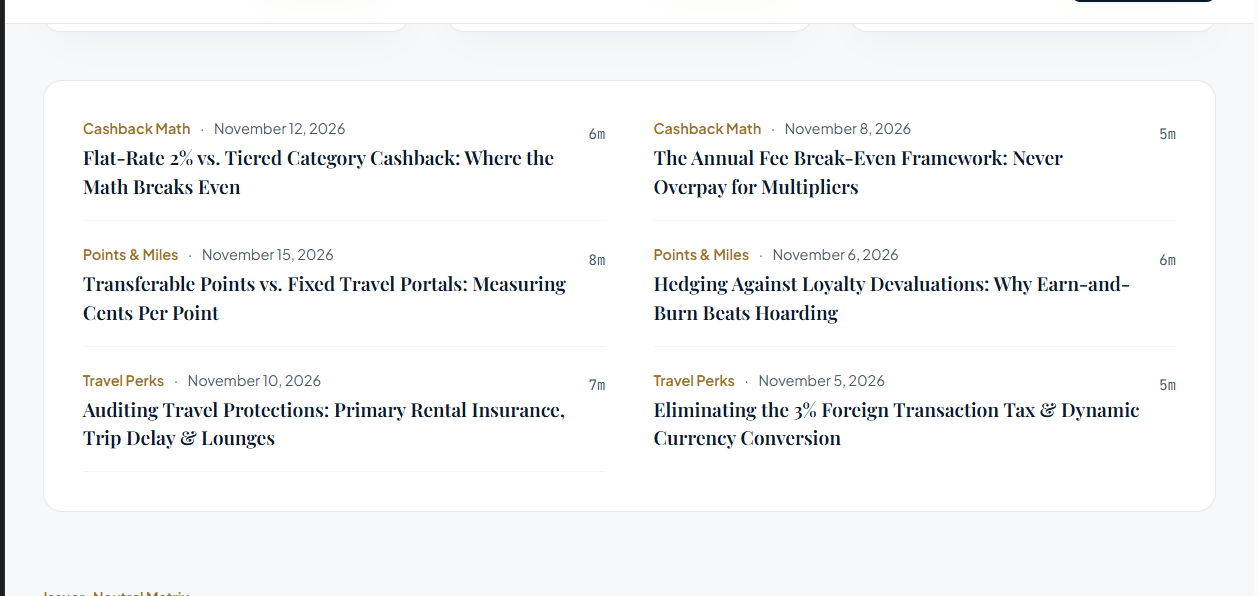 Cashback Math · November 12, 2026
6m
Flat-Rate 2% vs. Tiered Category Cashback: Where the
Math Breaks Even
Cashback Math · November 8, 2026
5m
The Annual Fee Break-Even Framework: Never
Overpay for Multipliers
Points & Miles · November 15, 2026
8m
Transferable Points vs. Fixed Travel Portals: Measuring
Cents Per Point
Points & Miles · November 6, 2026
6m
Hedging Against Loyalty Devaluations: Why Earn-and-
Burn Beats Hoarding
Travel Perks · November 10, 2026
7m
Auditing Travel Protections: Primary Rental Insurance,
Trip Delay & Lounges
Travel Perks · November 5, 2026
5m
Eliminating the 3% Foreign Transaction Tax & Dynamic
Currency Conversion